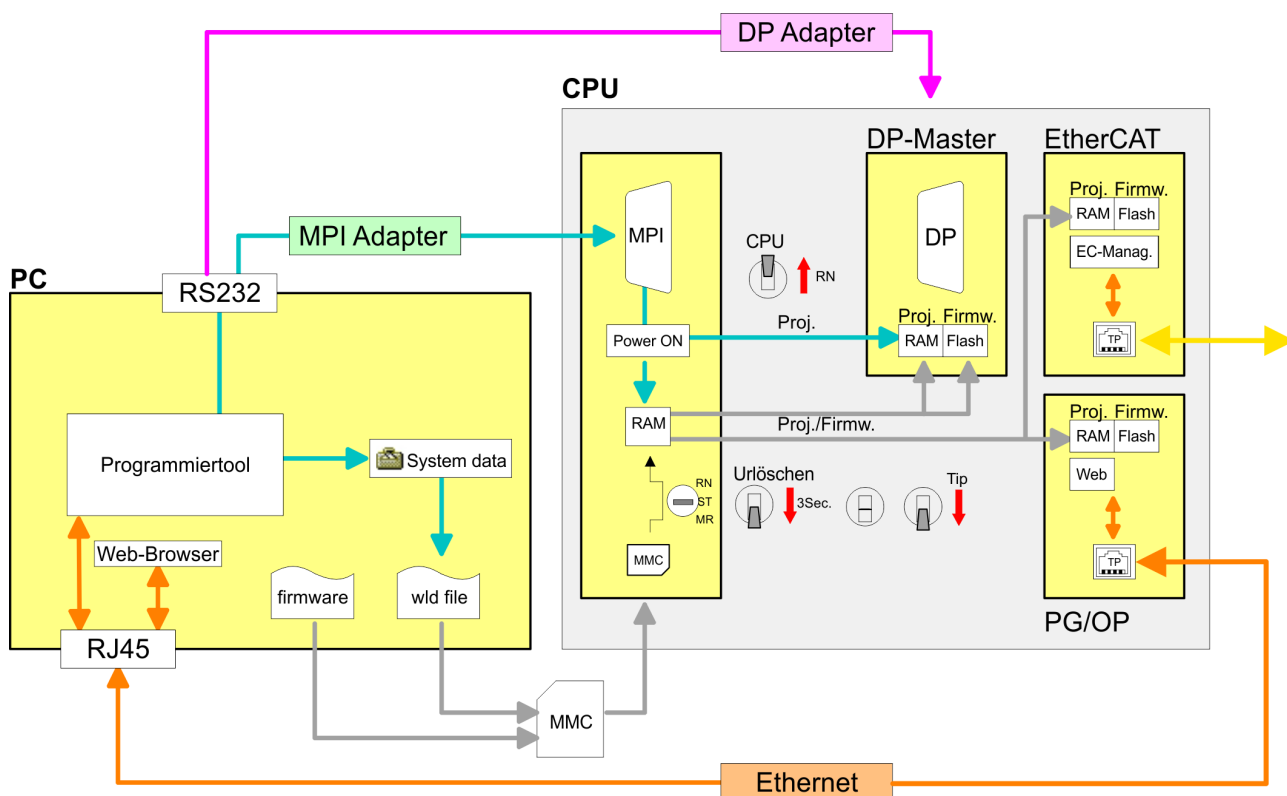 DP Adapter
CPU
DP-Master
EtherCAT
MPI
DP
Proj. Firmw.
RAM Flash
EC-Manag.
TP
MPI Adapter
CPU
RN
PC
RS232
Proj.
Power ON
Proj. Firmw.
RAM Flash
RAM
Proj./Firmw.
Proj. Firmw.
RAM Flash
Web
Programmiertool
System data
RN
ST
MR
Urlöschen
3Sec.
Tip
MMC
TP
Web-Browser
firmware
wld file
PG/OP
RJ45
MMC
Ethernet